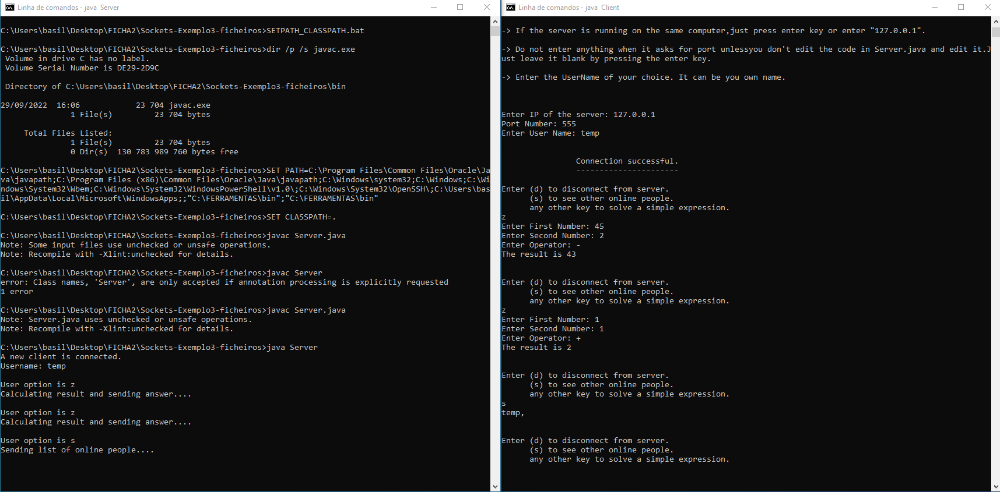 Linha de comandos - java  Server
C:\Users\basil\Desktop\FICHA2\Sockets-Exemplo3-ficheiros>SETPATH_CLASSPATH.bat
C:\Users\basil\Desktop\FICHA2\Sockets-Exemplo3-ficheiros>dir /p /s javac.exe
 Volume in drive C has no label.
 Volume Serial Number is DE29-2D9C
 Directory of C:\Users\basil\Desktop\FICHA2\Sockets-Exemplo3-ficheiros\bin
29/09/2022  16:06            23 704 javac.exe
               1 File(s)         23 704 bytes
     Total Files Listed:
               1 File(s)         23 704 bytes
               0 Dir(s)  130 783 989 760 bytes free
C:\Users\basil\Desktop\FICHA2\Sockets-Exemplo3-ficheiros>SET PATH=C:\Program Files\Common Files\Oracle\Ja
va\javapath;C:\Program Files (x86)\Common Files\Oracle\Java\javapath;C:\Windows\system32;C:\Windows;C:\Wi
ndows\System32\Wbem;C:\Windows\System32\WindowsPowerShell\v1.0\;C:\Windows\System32\OpenSSH\;C:\Users\bas
il\AppData\Local\Microsoft\WindowsApps;;"C:\FERRAMENTAS\bin";"C:\FERRAMENTAS\bin"
C:\Users\basil\Desktop\FICHA2\Sockets-Exemplo3-ficheiros>SET CLASSPATH=.
C:\Users\basil\Desktop\FICHA2\Sockets-Exemplo3-ficheiros>javac Server.java
Note: Some input files use unchecked or unsafe operations.
Note: Recompile with -Xlint:unchecked for details.
C:\Users\basil\Desktop\FICHA2\Sockets-Exemplo3-ficheiros>javac Server
error: Class names, 'Server', are only accepted if annotation processing is explicitly requested
1 error
C:\Users\basil\Desktop\FICHA2\Sockets-Exemplo3-ficheiros>javac Server.java
Note: Server.java uses unchecked or unsafe operations.
Note: Recompile with -Xlint:unchecked for details.
C:\Users\basil\Desktop\FICHA2\Sockets-Exemplo3-ficheiros>java Server
A new client is connected.
Username: temp
User option is z
Calculating result and sending answer....
User option is z
Calculating result and sending answer....
User option is s
Sending list of online people....
Linha de comandos - java  Client
-> If the server is running on the same computer,just press enter key or enter "127.0.0.1".
-> Do not enter anything when it asks for port unlessyou don't edit the code in Server.java and edit it.J
ust leave it blank by pressing the enter key.
-> Enter the UserName of your choice. It can be you own name.
Enter IP of the server: 127.0.0.1
Port Number: 555
Enter User Name: temp
Connection successful.
----------------------
Enter (d) to disconnect from server.
      (s) to see other online people.
      any other key to solve a simple expression.
z
Enter First Number: 45
Enter Second Number: 2
Enter Operator: -
The result is 43
Enter (d) to disconnect from server.
      (s) to see other online people.
      any other key to solve a simple expression.
z
Enter First Number: 1
Enter Second Number: 1
Enter Operator: +
The result is 2
Enter (d) to disconnect from server.
      (s) to see other online people.
      any other key to solve a simple expression.
s
temp,
Enter (d) to disconnect from server.
      (s) to see other online people.
      any other key to solve a simple expression.